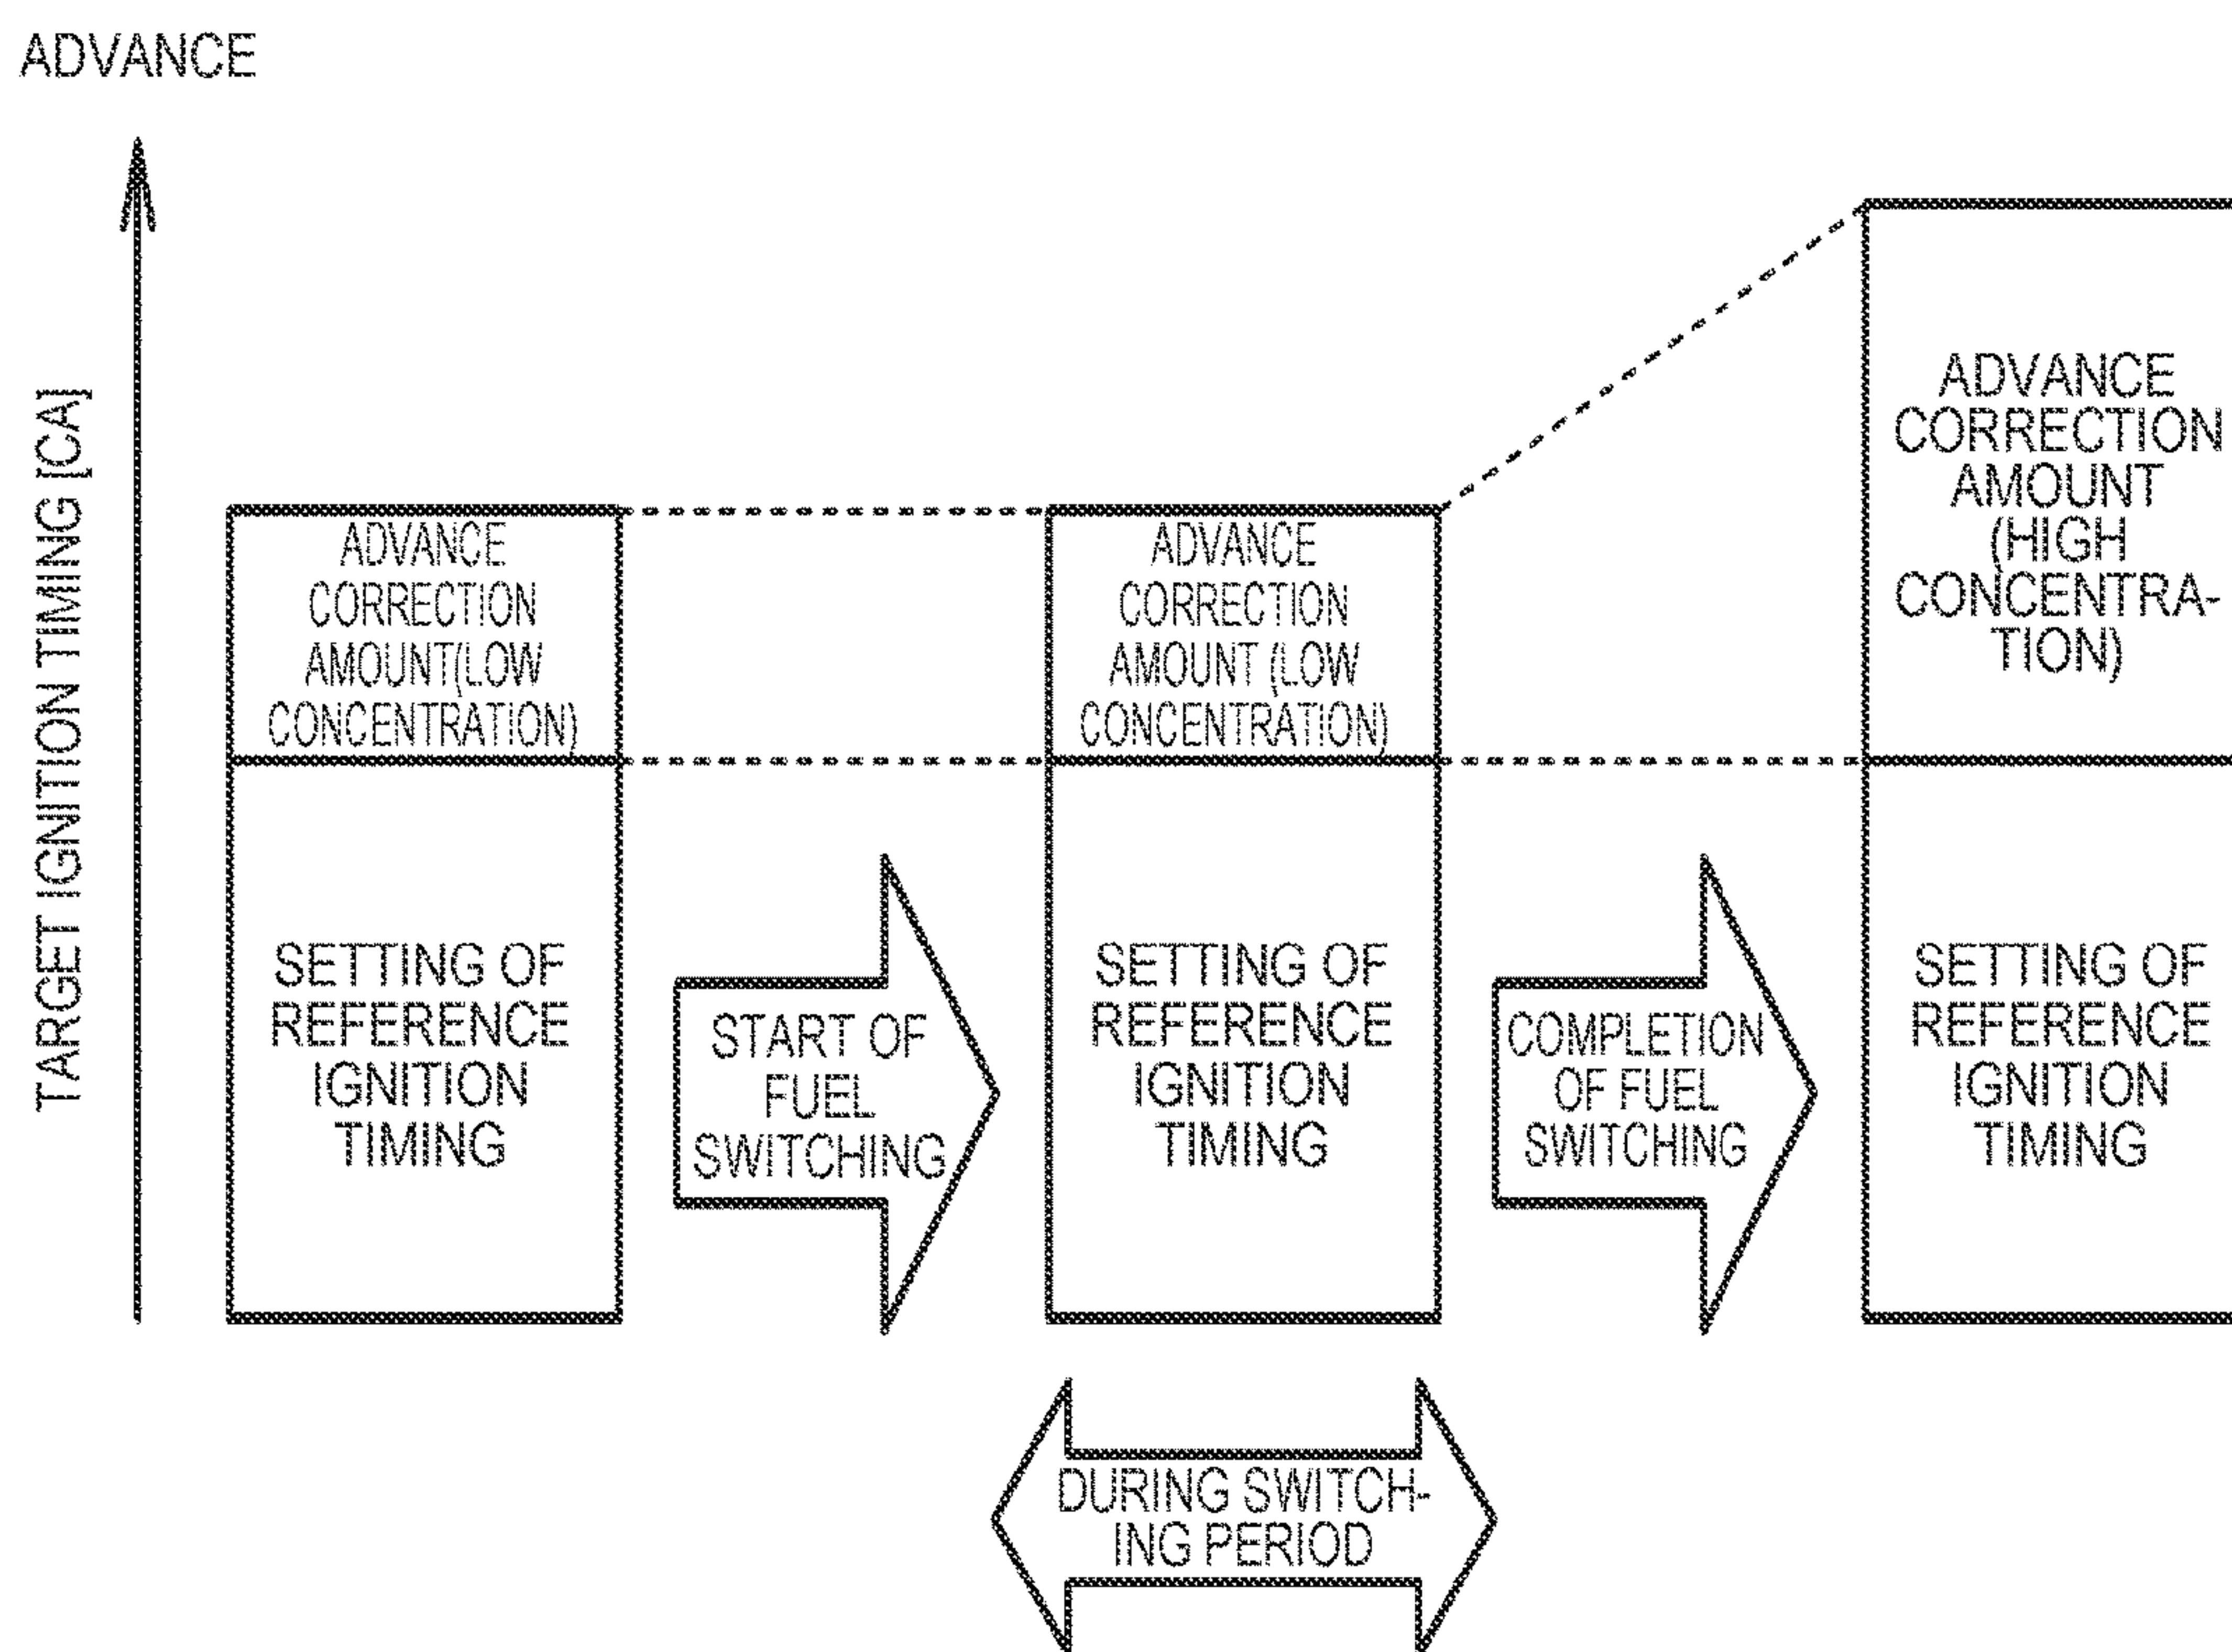 ADVANCE
TARGET IGNITION TIMING [CA]
ADVANCE
CORRECTION
AMOUNT(LOW
CONCENTRATION)
SETTING OF
REFERENCE
IGNITION
TIMING
START OF
FUEL
SWITCHING
ADVANCE
CORRECTION
AMOUNT (LOW
CONCENTRATION)
SETTING OF
REFERENCE
IGNITION
TIMING
COMPLETION
OF FUEL
SWITCHING
ADVANCE
CORRECTION
AMOUNT
(HIGH
CONCENTRA-
TION)
SETTING OF
REFERENCE
IGNITION
TIMING
DURING SWITCH-
ING PERIOD